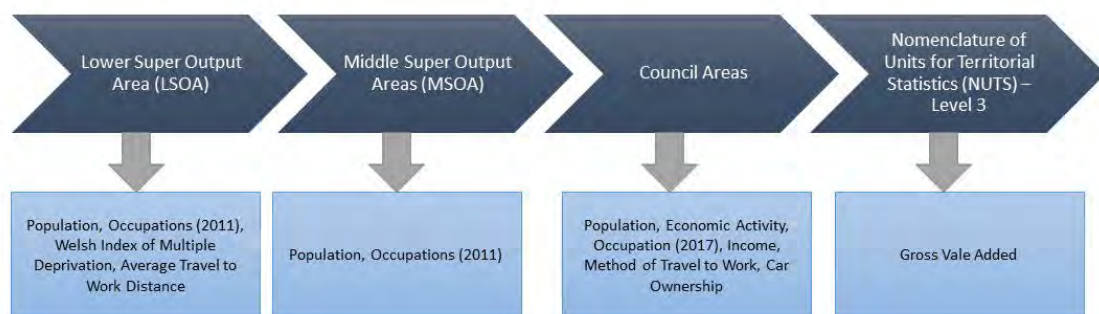 Lower Super Output
Area (LSOA)
Middle Super Output
Areas (MSOA)
Council Areas
Nomenclature of
Units for Territorial
Statistics (NUTS) –
Level 3
Population, Occupations (2011),
Welsh Index of Multiple
Deprivation, Average Travel to
Work Distance
Population, Occupations (2011)
Population, Economic Activity,
Occupation (2017), Income,
Method of Travel to Work, Car
Ownership
Gross Vale Added